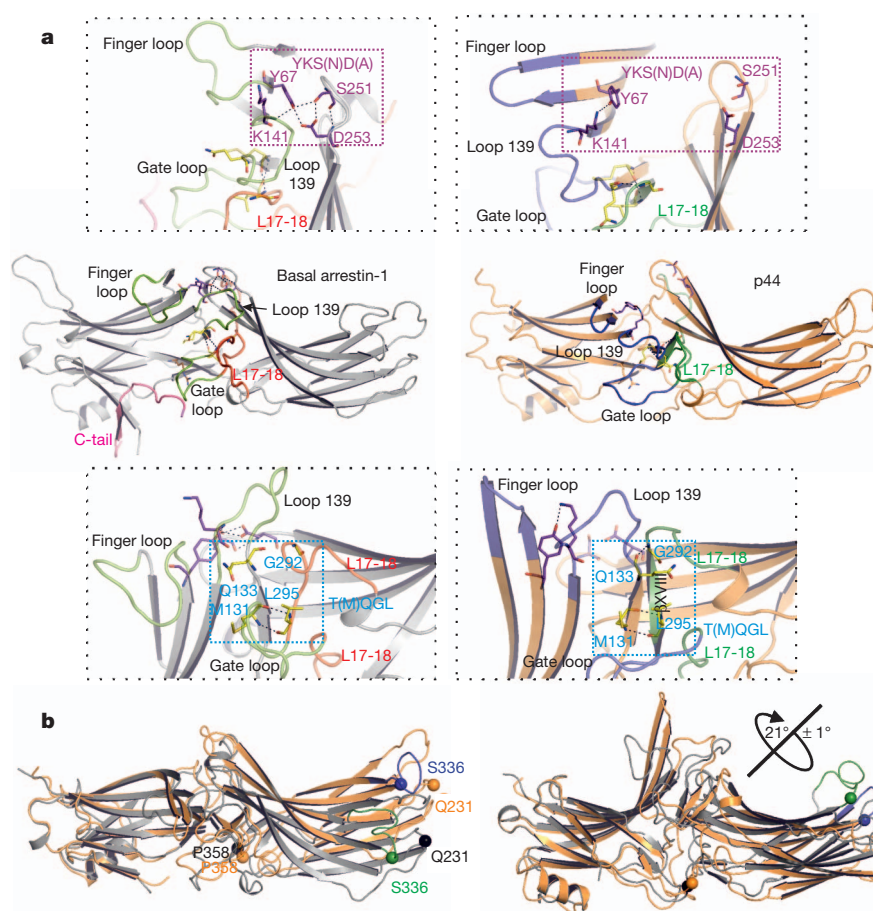 a
Finger loop
YKS(N)D(A)
Y67
S251
K141
D253
Gate loop
Loop 139
L17-18
Finger loop
YKS(N)D(A)
S251
Y67
K141
D253
Loop 139
Gate loop
L17-18
Finger loop
Basal arrestin-1
Loop 139
L17-18
Gate loop
C-tail
Finger loop
p44
Loop 139
L17-18
Gate loop
Loop 139
Finger loop
G292
L17-18
Q133
L295
M131
T(M)QGL
Gate loop
L17-18
Finger loop
Loop 139
G292
L17-18
Q133
βXVIII
L295
T(M)QGL
M131
Gate loop
L17-18
b
S336
Q231
P358
P358
Q231
S336
21° ± 1°